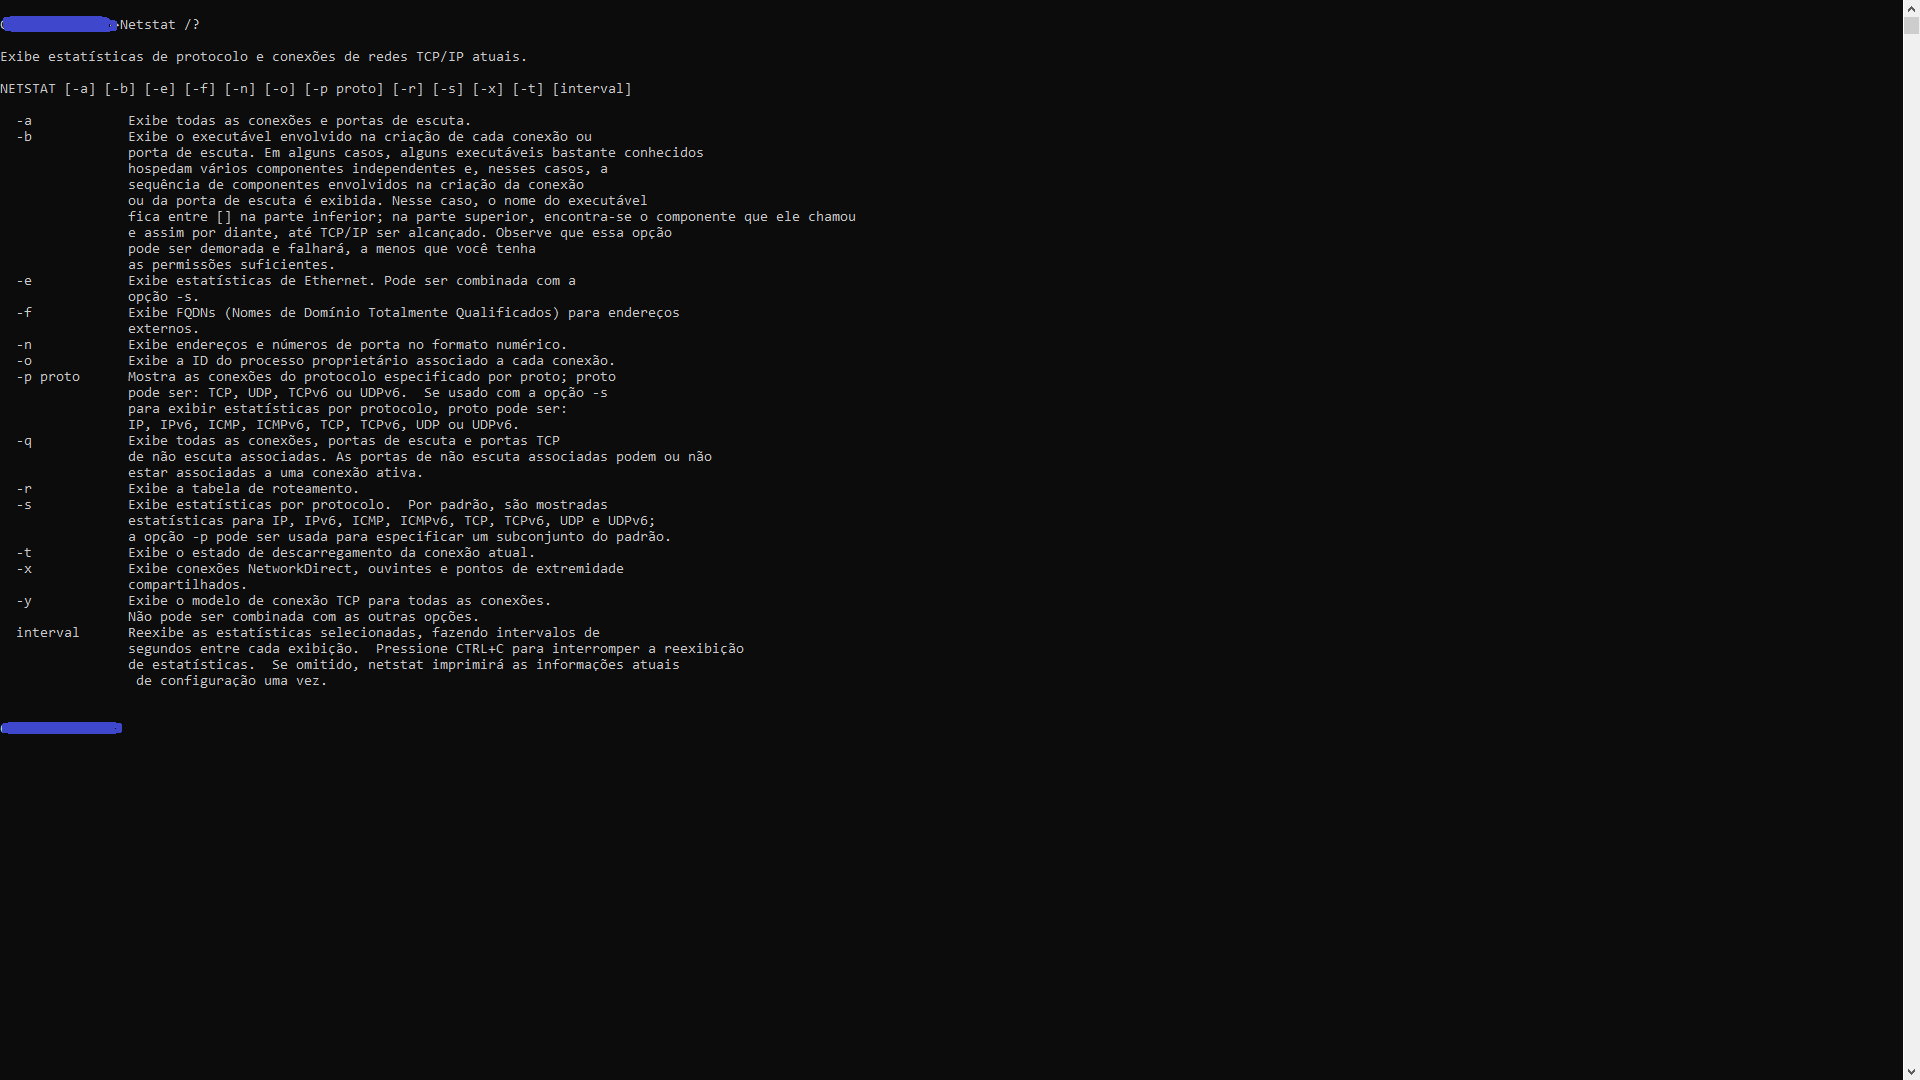 Netstat /?
Exibe estatísticas de protocolo e conexões de redes TCP/IP atuais.
NETSTAT [-a] [-b] [-e] [-f] [-n] [-o] [-p proto] [-r] [-s] [-x] [-t] [interval]
-a Exibe todas as conexões e portas de escuta.
-b Exibe o executável envolvido na criação de cada conexão ou
porta de escuta. Em alguns casos, alguns executáveis bastante conhecidos
hospedam vários componentes independentes e, nesses casos, a
sequência de componentes envolvidos na criação da conexão
ou da porta de escuta é exibida. Nesse caso, o nome do executável
fica entre [] na parte inferior; na parte superior, encontra-se o componente que ele chamou
e assim por diante, até TCP/IP ser alcançado. Observe que essa opção
pode ser demorada e falhará, a menos que você tenha
as permissões suficientes.
-e Exibe estatísticas de Ethernet. Pode ser combinada com a
opção -s.
-f Exibe FQDNs (Nomes de Domínio Totalmente Qualificados) para endereços
externos.
-n Exibe endereços e números de porta no formato numérico.
-o Exibe a ID do processo proprietário associado a cada conexão.
-p proto Mostra as conexões do protocolo especificado por proto; proto
pode ser: TCP, UDP, TCPv6 ou UDPv6.  Se usado com a opção -s
para exibir estatísticas por protocolo, proto pode ser:
IP, IPv6, ICMP, ICMPv6, TCP, TCPv6, UDP ou UDPv6.
-q Exibe todas as conexões, portas de escuta e portas TCP
de não escuta associadas. As portas de não escuta associadas podem ou não
estar associadas a uma conexão ativa.
-r Exibe a tabela de roteamento.
-s Exibe estatísticas por protocolo.  Por padrão, são mostradas
estatísticas para IP, IPv6, ICMP, ICMPv6, TCP, TCPv6, UDP e UDPv6;
a opção -p pode ser usada para especificar um subconjunto do padrão.
-t Exibe o estado de descarregamento da conexão atual.
-x Exibe conexões NetworkDirect, ouvintes e pontos de extremidade
compartilhados.
-y Exibe o modelo de conexão TCP para todas as conexões.
Não pode ser combinada com as outras opções.
interval Reexibe as estatísticas selecionadas, fazendo intervalos de
segundos entre cada exibição.  Pressione CTRL+C para interromper a reexibição
de estatísticas.  Se omitido, netstat imprimirá as informações atuais
de configuração uma vez.